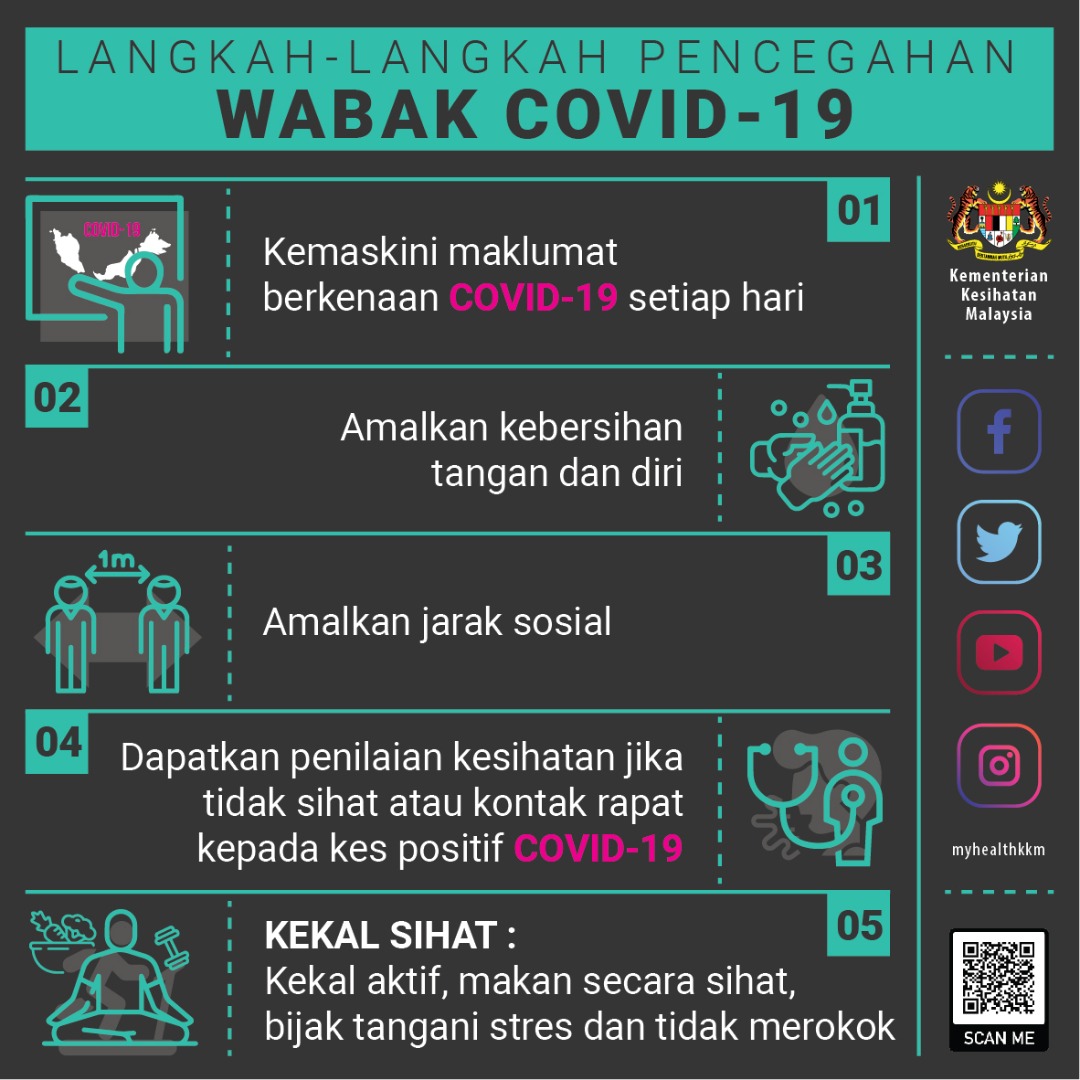 LANGKAH-LANGKAH PENCEGAHAN
WABAK COVID-19
01
COVID-19
Kemaskini maklumat
berkenaan COVID-19 setiap hari
02
Amalkan kebersihan
tangan dan diri
03
1m
Amalkan jarak sosial
04
Dapatkan penilaian kesihatan jika
tidak sihat atau kontak rapat
kepada kes positif COVID-19
05
KEKAL SIHAT :
Kekal aktif, makan secara sihat,
bijak tangani stres dan tidak merokok
Kementerian
Kesihatan
Malaysia
myhealthkkm
SCAN ME